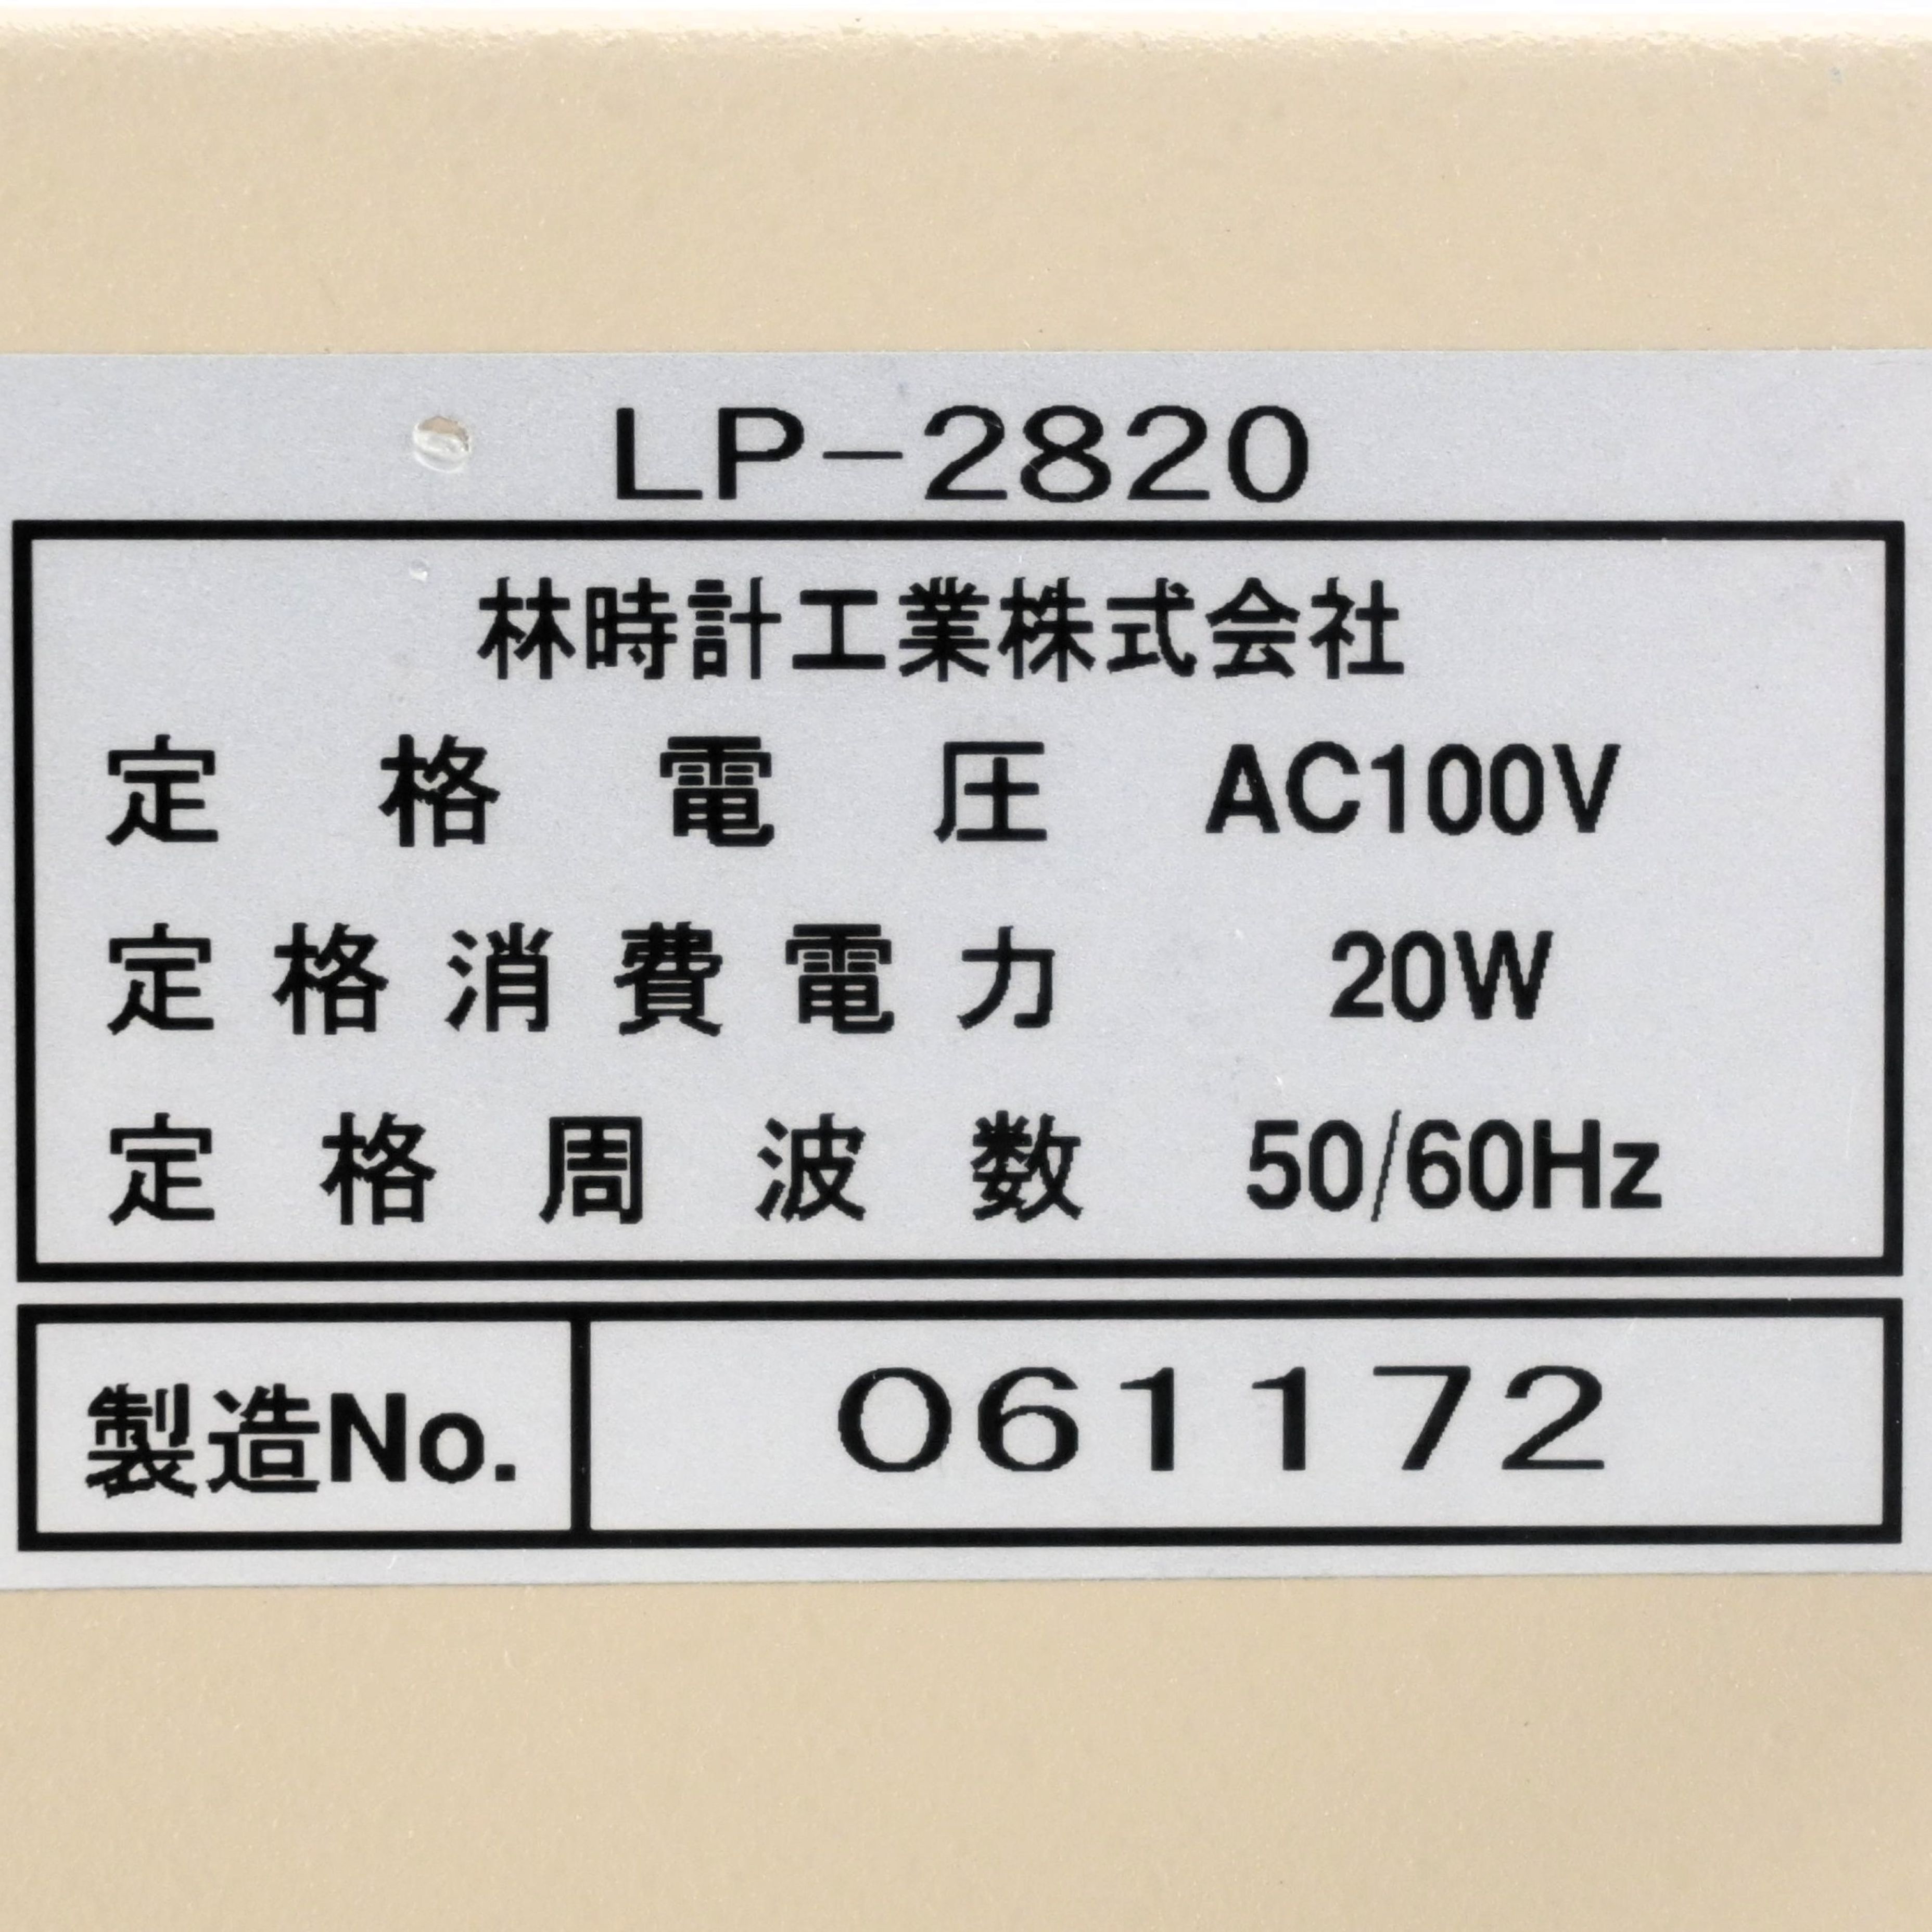 LP-2820
林時計工業株式会社
定格電圧 AC100V
定格消費電力 20W
定格周波数 50/60Hz
製造No. 061172